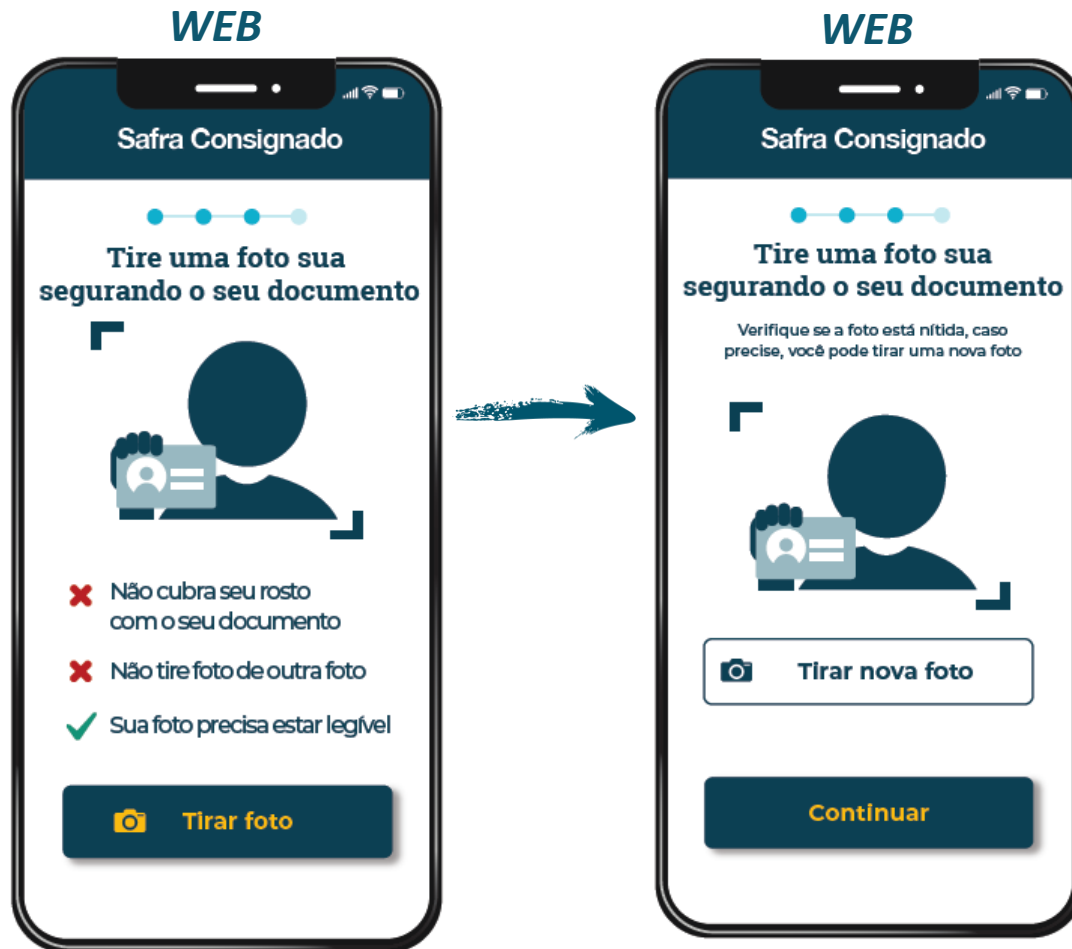 WEB
Safra Consignado
Tire uma foto sua
segurando o seu documento
Não cubra seu rosto
com o seu documento
Não tire foto de outra foto
Sua foto precisa estar legível
Tirar foto
WEB
Safra Consignado
Tire uma foto sua
segurando o seu documento
Verifique se a foto está nítida, caso
precise, você pode tirar uma nova foto
Tirar nova foto
Continuar